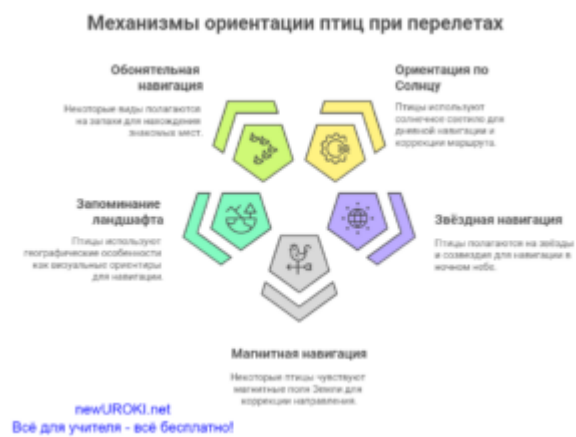 Механизмы ориентации птиц при перелетах
Обонятельная
навигация
Некоторые виды полагаются
на запахи для нахождения
знакомых мест.
Ориентация по
Солнцу
Птицы используют
солнечное светило для
дневной навигации и
коррекции маршрута.
Запоминание
ландшафта
Птицы используют
географические особенности
как визуальные ориентиры
для навигации.
Звёздная навигация
Птицы полагаются на звёзды
и созвездия для навигации в
ночном небе.
Магнитная навигация
Некоторые птицы чувствуют
магнитные поля Земли для
коррекции направления.
newUROKI.net
Всё для учителя - всё бесплатно!